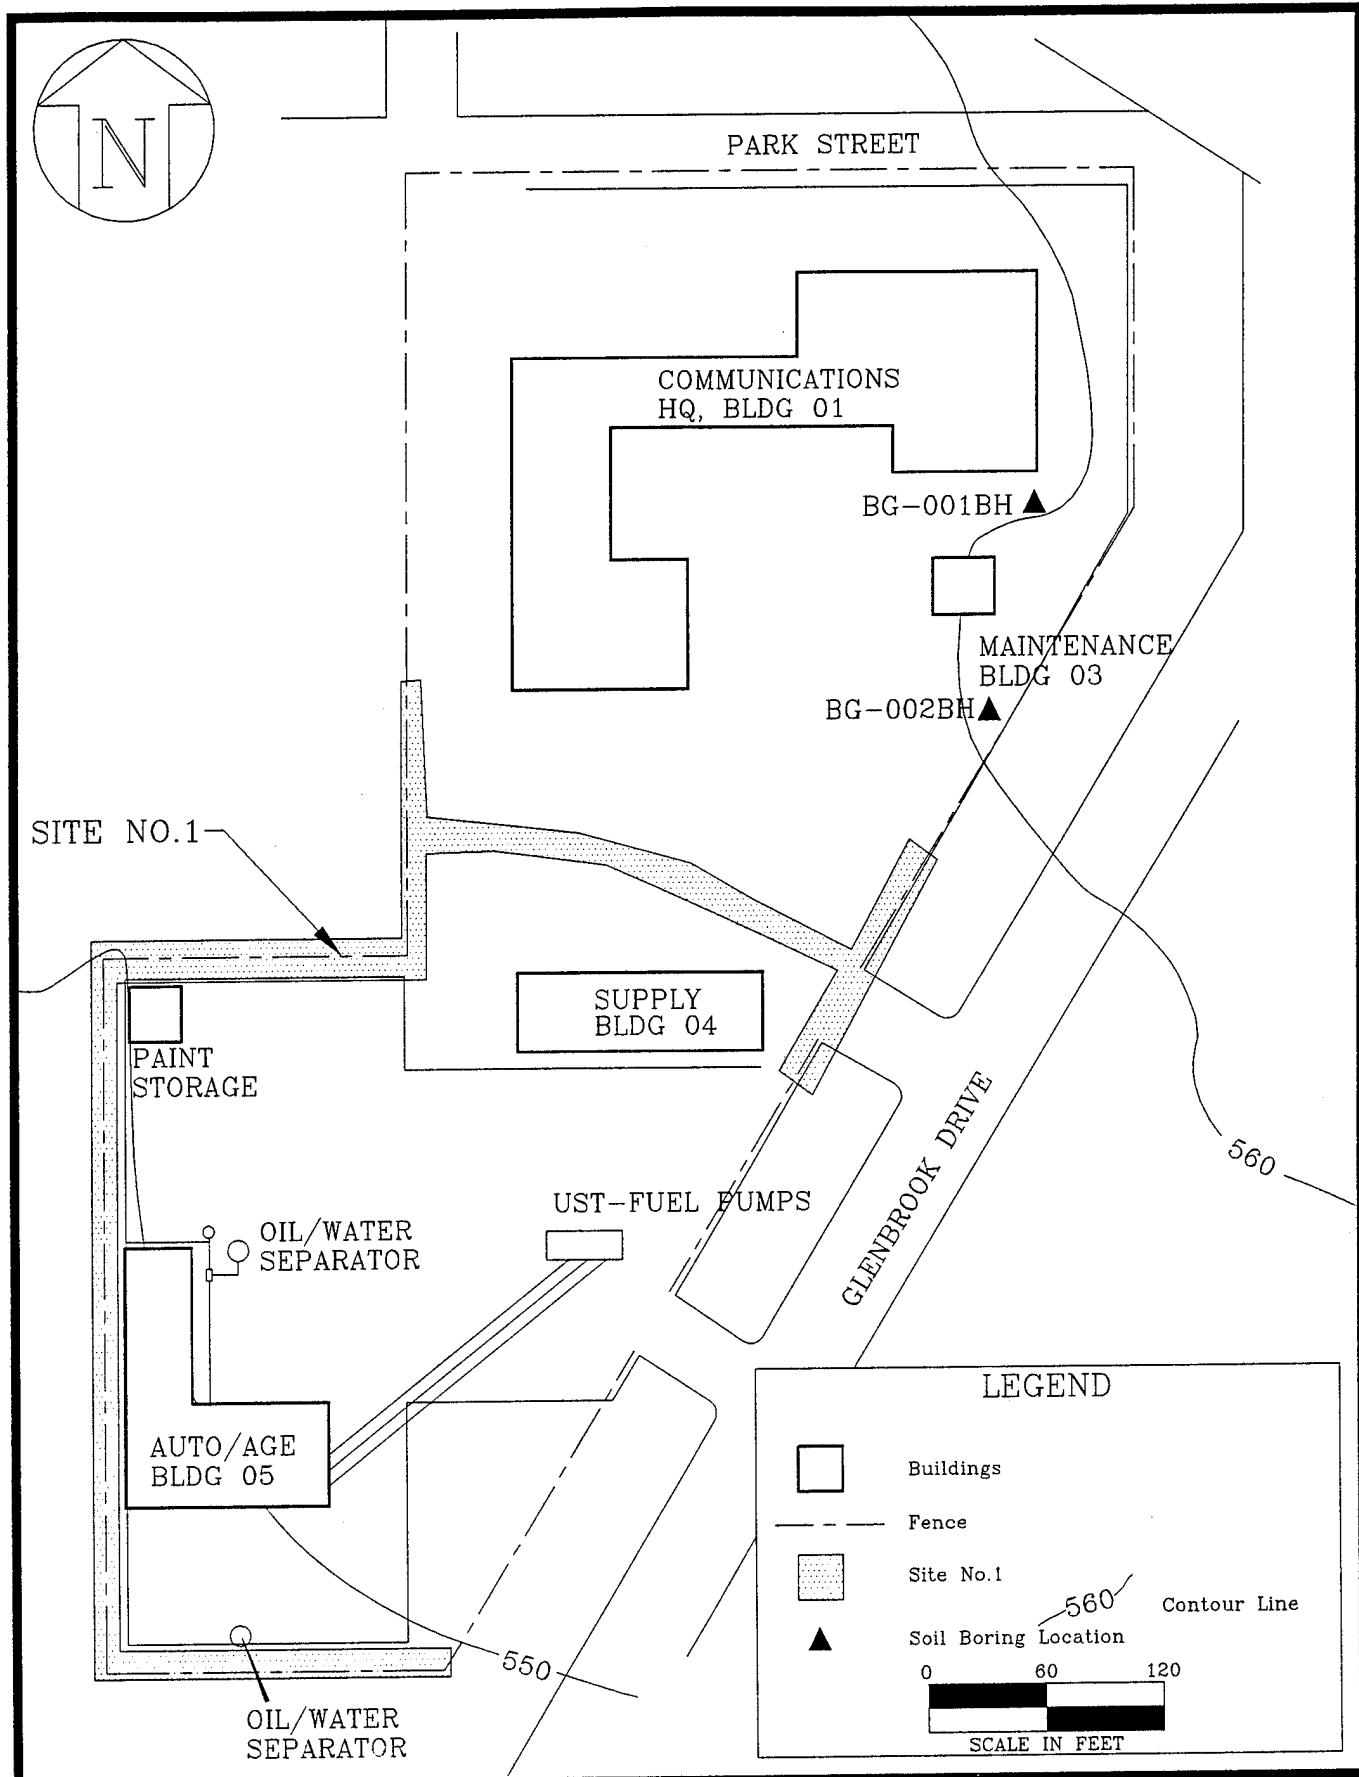 N
PARK STREET
COMMUNICATIONS
HQ, BLDG 01
BG-001BH
MAINTENANCE
BLDG 03
BG-002BH
SITE NO.1
SUPPLY
BLDG 04
PAINT
STORAGE
GLENBROOK DRIVE
560
UST-FUEL PUMPS
OIL/WATER
SEPARATOR
AUTO/AGE
BLDG 05
550
OIL/WATER
SEPARATOR
LEGEND
Buildings
Fence
Site No.1
560 Contour Line
Soil Boring Location
0 60 120
SCALE IN FEET